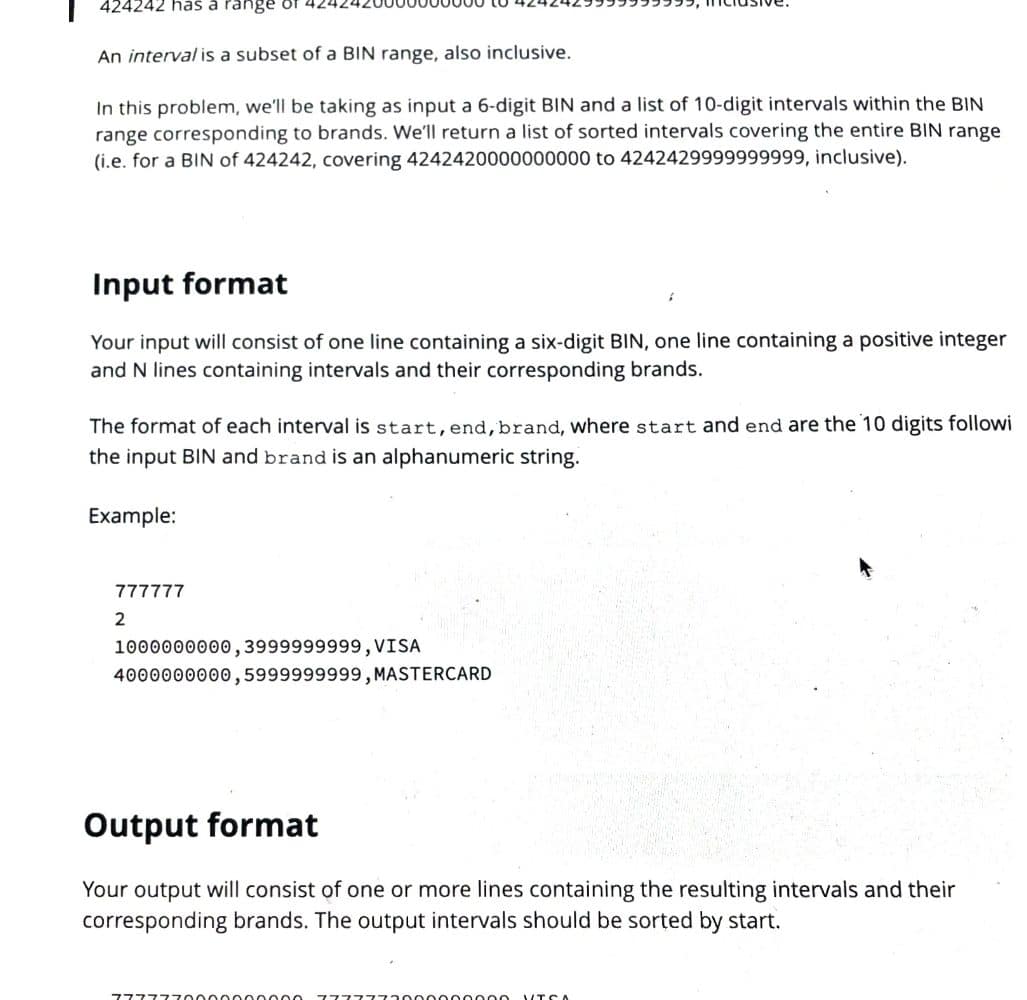 424242 has a range of 4242420000000000 to 4242429999999999, inclusive.
An interval is a subset of a BIN range, also inclusive.
In this problem, we'll be taking as input a 6-digit BIN and a list of 10-digit intervals within the BIN
range corresponding to brands. We'll return a list of sorted intervals covering the entire BIN range
(i.e. for a BIN of 424242, covering 4242420000000000 to 4242429999999999, inclusive).
Input format
Your input will consist of one line containing a six-digit BIN, one line containing a positive integer
and N lines containing intervals and their corresponding brands.
The format of each interval is start,end,brand, where start and end are the 10 digits followi
the input BIN and brand is an alphanumeric string.
Example:
777777
2
1000000000,3999999999,VISA
4000000000,5999999999,MASTERCARD
Output format
Your output will consist of one or more lines containing the resulting intervals and their
corresponding brands. The output intervals should be sorted by start.